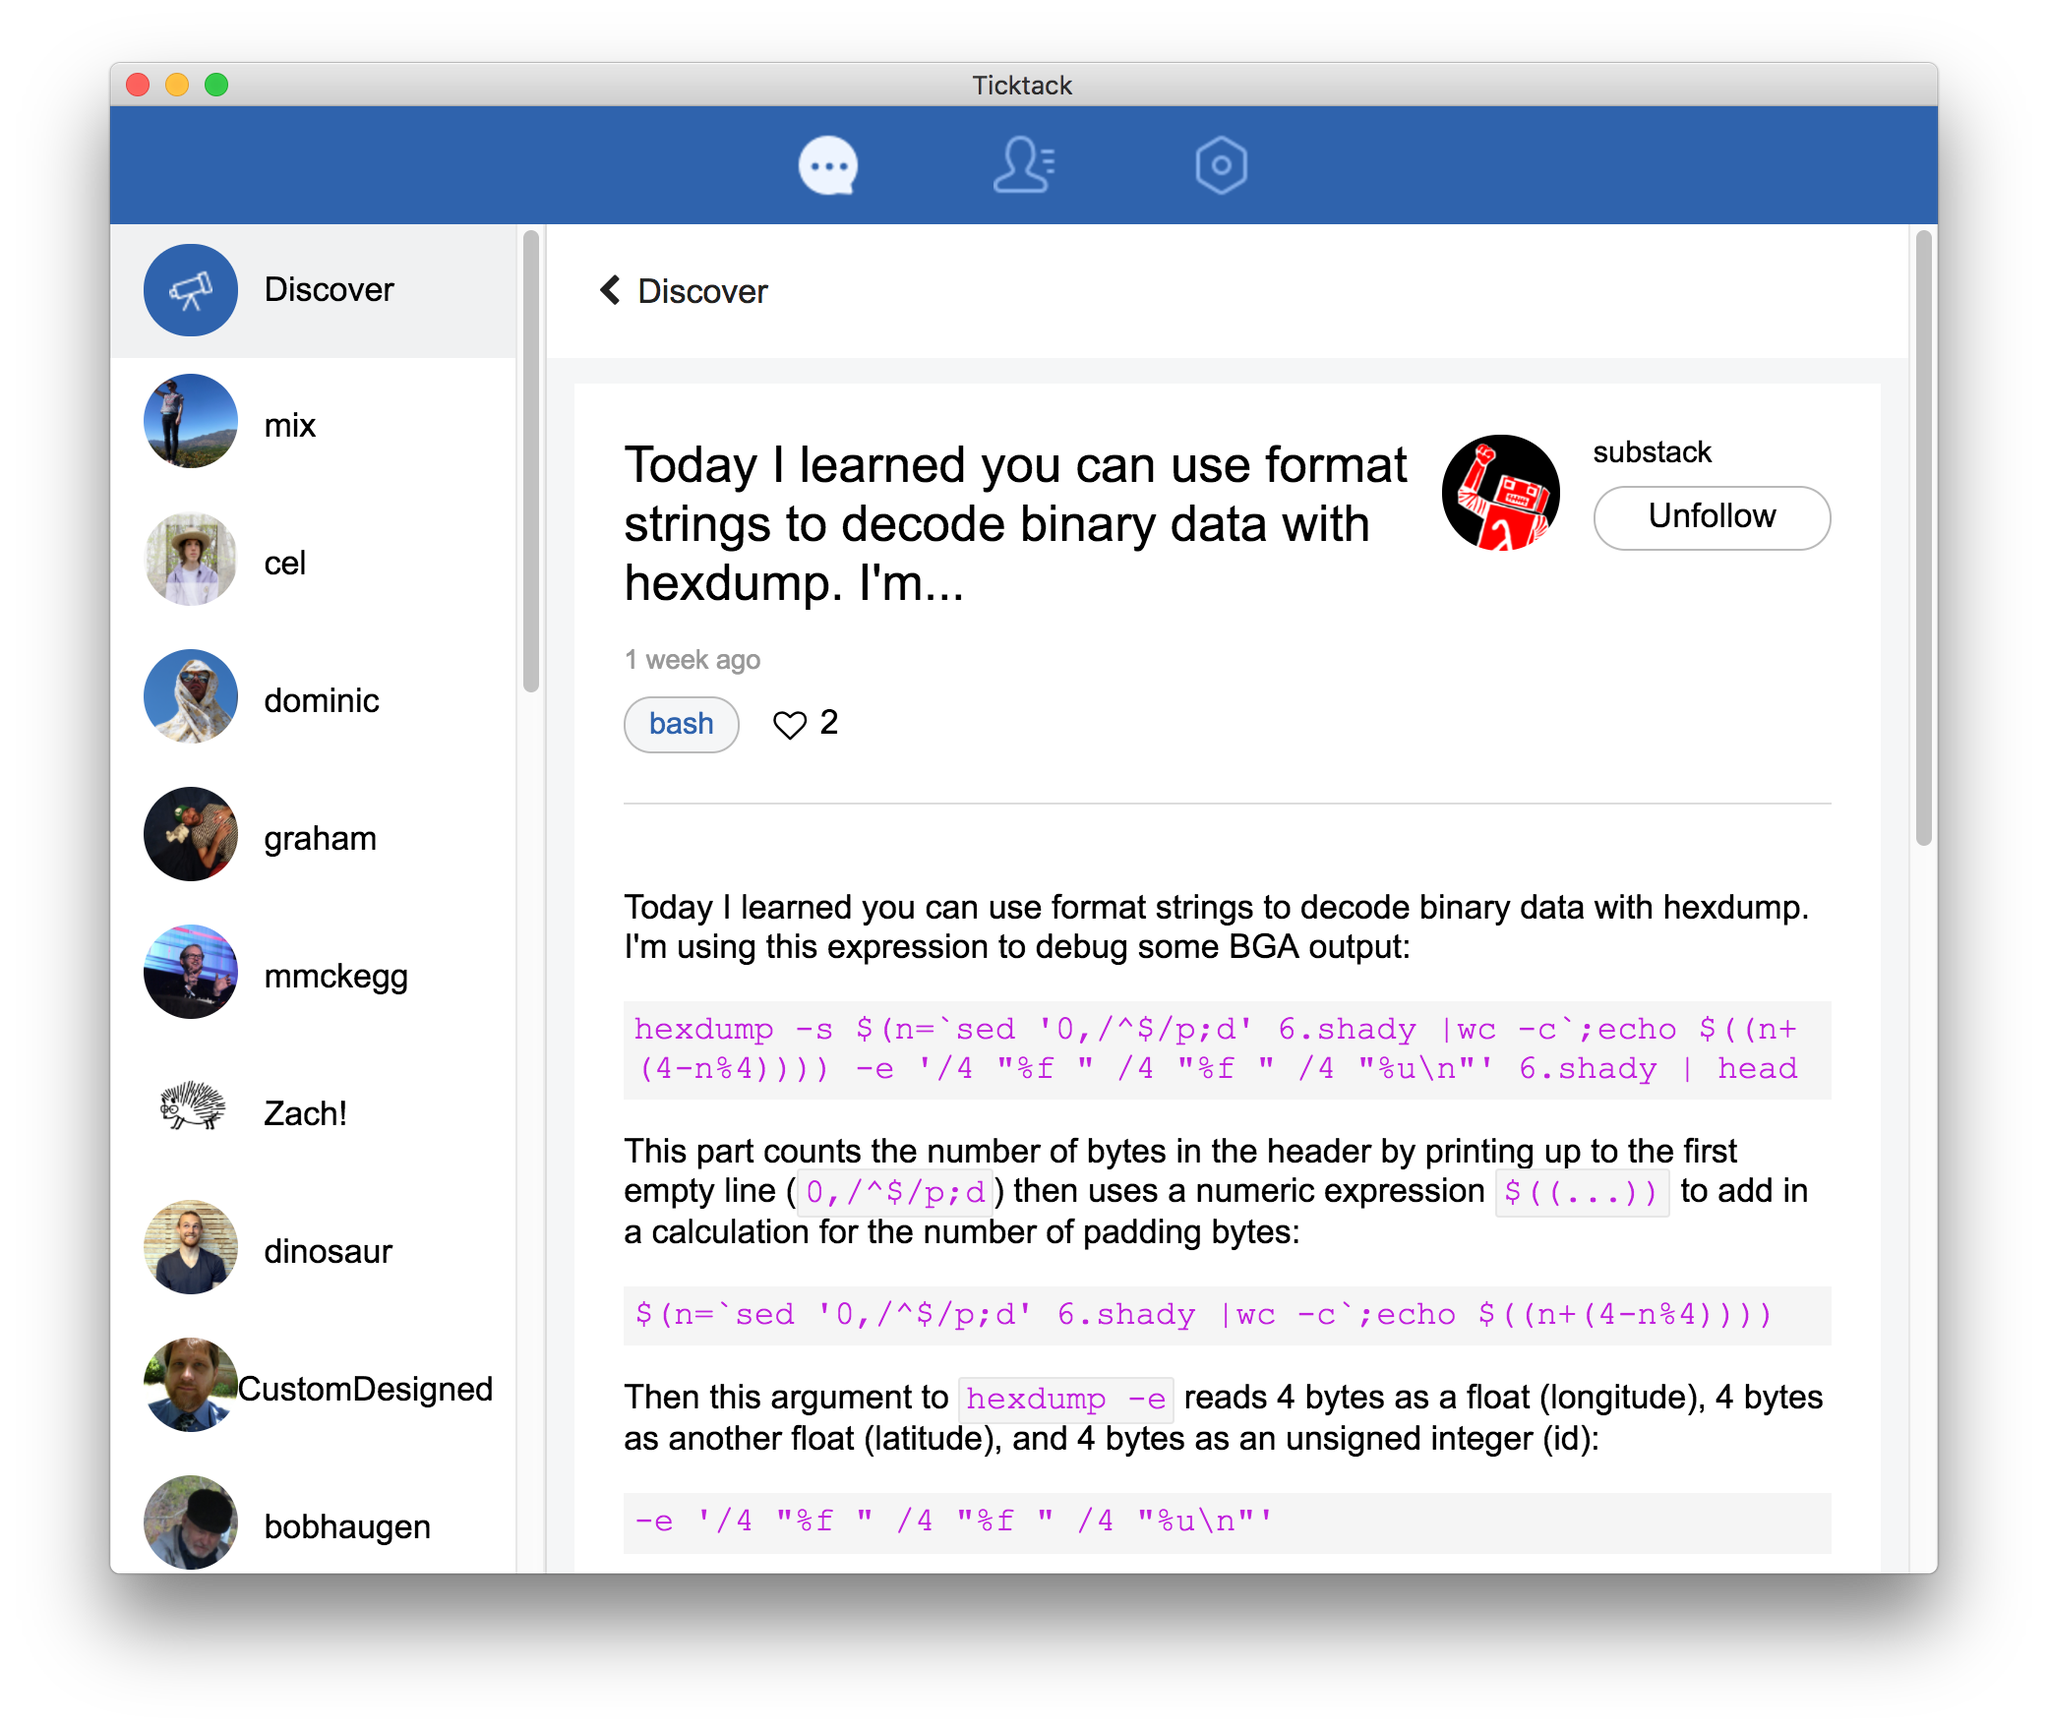 Ticktack
Discover
mix
cel
dominic
graham
mmckegg
Zach!
dinosaur
CustomDesigned
bobhaugen
Discover
Today I learned you can use format
strings to decode binary data with
hexdump. I'm...
substack
Unfollow
1 week ago
bash
2
Today I learned you can use format strings to decode binary data with hexdump.
I'm using this expression to debug some BGA output:
hexdump -s $(n=`sed '0,/^$/p;d' 6.shady |wc -c`;echo $((n+
(4-n%4)))) -e '/4 "%f " /4 "%f " /4 "%u\n"' 6.shady | head
This part counts the number of bytes in the header by printing up to the first
empty line (0,/^$/p;d) then uses a numeric expression $((...)) to add in
a calculation for the number of padding bytes:
$(n=`sed '0,/^$/p;d' 6.shady |wc -c`;echo $((n+(4-n%4))))
Then this argument to hexdump -e reads 4 bytes as a float (longitude), 4 bytes
as another float (latitude), and 4 bytes as an unsigned integer (id):
-e '/4 "%f " /4 "%f " /4 "%u\n"'